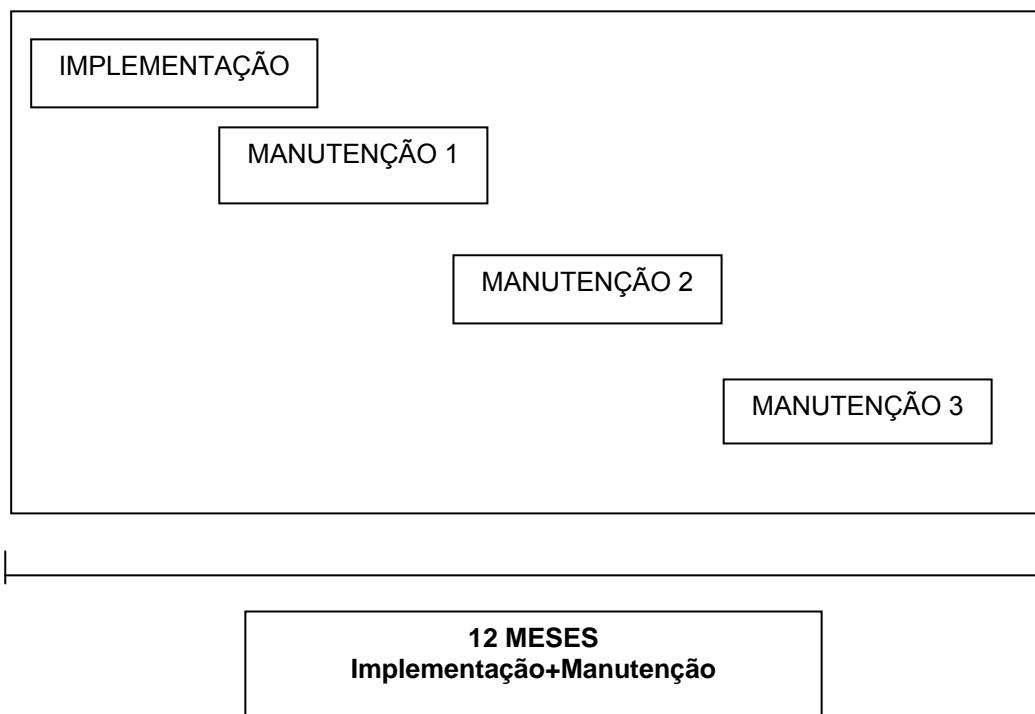 IMPLEMENTAÇÃO
MANUTENÇÃO 1
MANUTENÇÃO 2
MANUTENÇÃO 3
12 MESES
Implementação+Manutenção